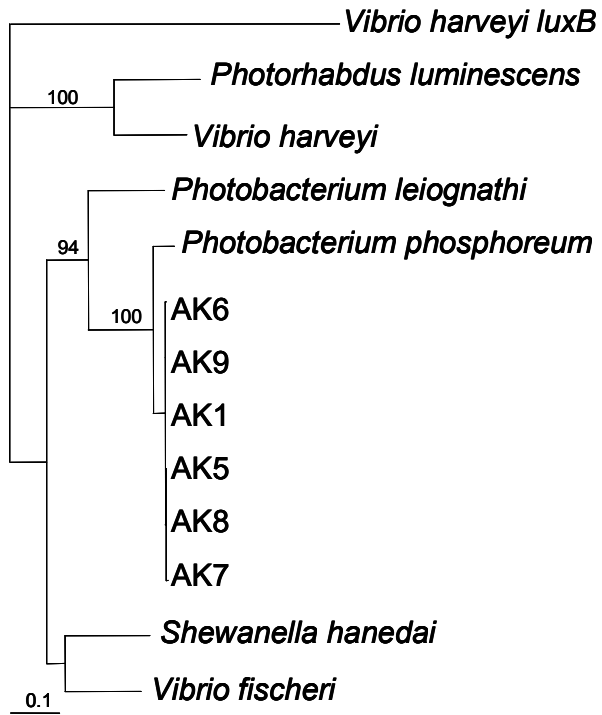 Vibrio harveyi luxB
Photorhabdus luminescens
100
Vibrio harveyi
Photobacterium leiognathi
94
Photobacterium phosphoreum
100
AK6
AK9
AK1
AK5
AK8
AK7
Shewanella hanedai
Vibrio fischeri
0.1